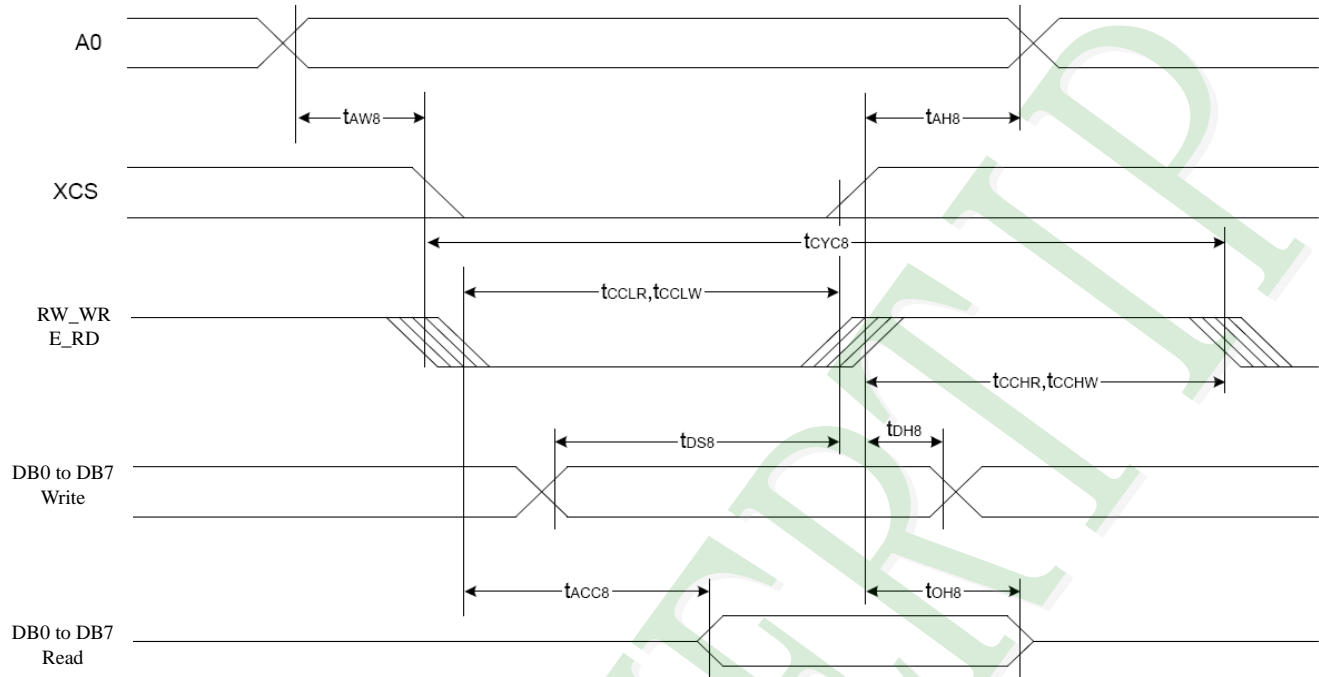 A0
tAW8
tAH8
XCS
tCYC8
tCCLR,tCCLW
RW_WR
E_RD
tCCHR,tCCHW
tDS8
tDH8
DB0 to DB7
Write
tACC8
tOH8
DB0 to DB7
Read
ERTIP